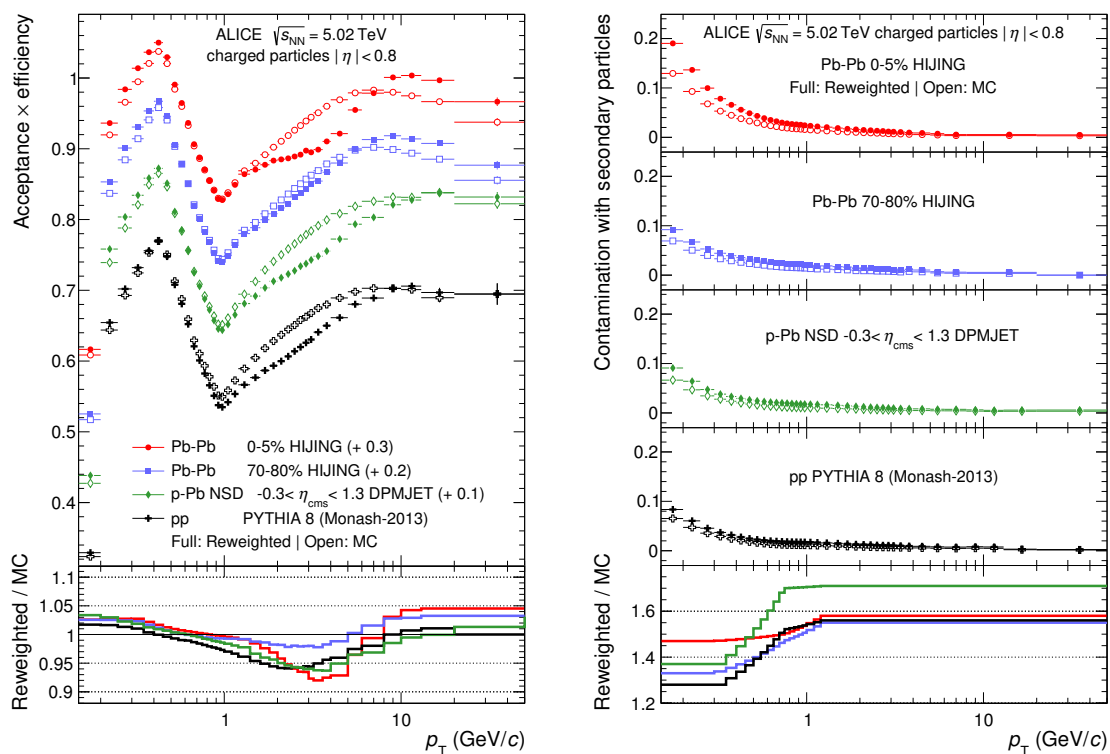 ALICE √sNN = 5.02 TeV
charged particles | η | < 0.8
Acceptance × efficiency
1
0.9
0.8
0.7
0.6
0.5
0.4
Pb-Pb 0-5% HIJING (+ 0.3)
Pb-Pb 70-80% HIJING (+ 0.2)
p-Pb NSD -0.3< ηcms < 1.3 DPMJET (+ 0.1)
pp PYTHIA 8 (Monash-2013)
Full: Reweighted | Open: MC
Reweighted / MC
1.1
1.05
1
0.95
0.9
1
10
pT (GeV/c)
ALICE √sNN = 5.02 TeV charged particles | η | < 0.8
Pb-Pb 0-5% HIJING
Full: Reweighted | Open: MC
Contamination with secondary particles
0.2
0.1
0
Pb-Pb 70-80% HIJING
0.2
0.1
0
p-Pb NSD -0.3< ηcms < 1.3 DPMJET
0.2
0.1
0
pp PYTHIA 8 (Monash-2013)
0.2
0.1
0
Reweighted / MC
1.6
1.4
1.2
1
10
pT (GeV/c)